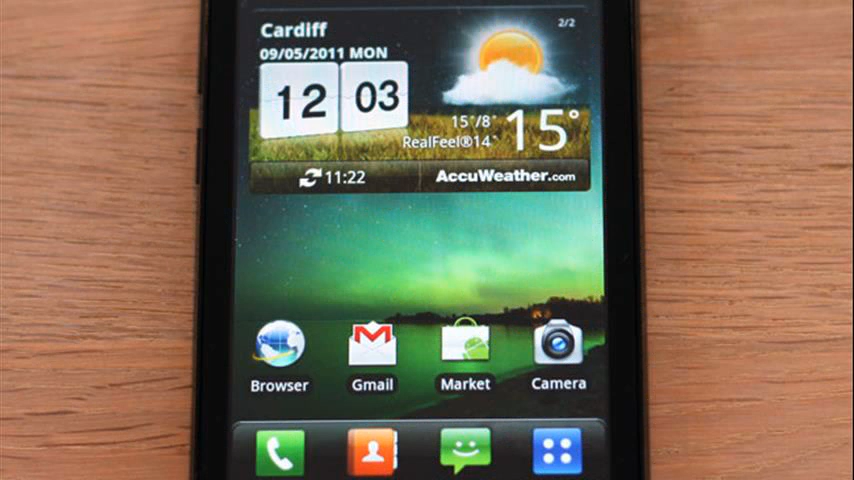 Cardiff
2/2
09/05/2011 MON
12 03
15°/8°
15°
RealFeel®14°
11:22
AccuWeather.com
Browser Gmail Market Camera